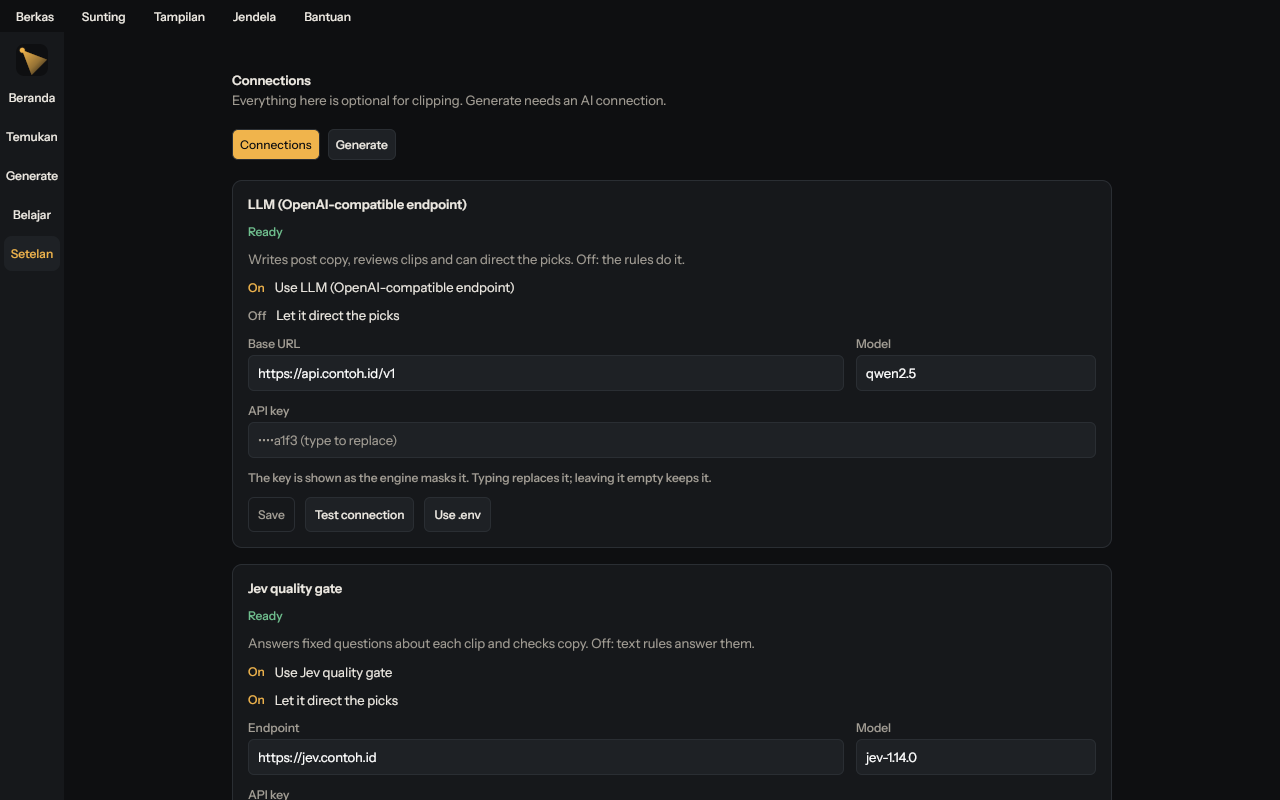 Berkas
Sunting
Tampilan
Jendela
Bantuan
Beranda
Temukan
Generate
Belajar
Setelan
Connections
Everything here is optional for clipping. Generate needs an AI connection.
Connections
Generate
LLM (OpenAI-compatible endpoint)
Ready
Writes post copy, reviews clips and can direct the picks. Off: the rules do it.
On Use LLM (OpenAI-compatible endpoint)
Off Let it direct the picks
Base URL
Model
https://api.contoh.id/v1
qwen2.5
API key
····a1f3 (type to replace)
The key is shown as the engine masks it. Typing replaces it; leaving it empty keeps it.
Save
Test connection
Use .env
Jev quality gate
Ready
Answers fixed questions about each clip and checks copy. Off: text rules answer them.
On Use Jev quality gate
On Let it direct the picks
Endpoint
Model
https://jev.contoh.id
jev-1.14.0
API key